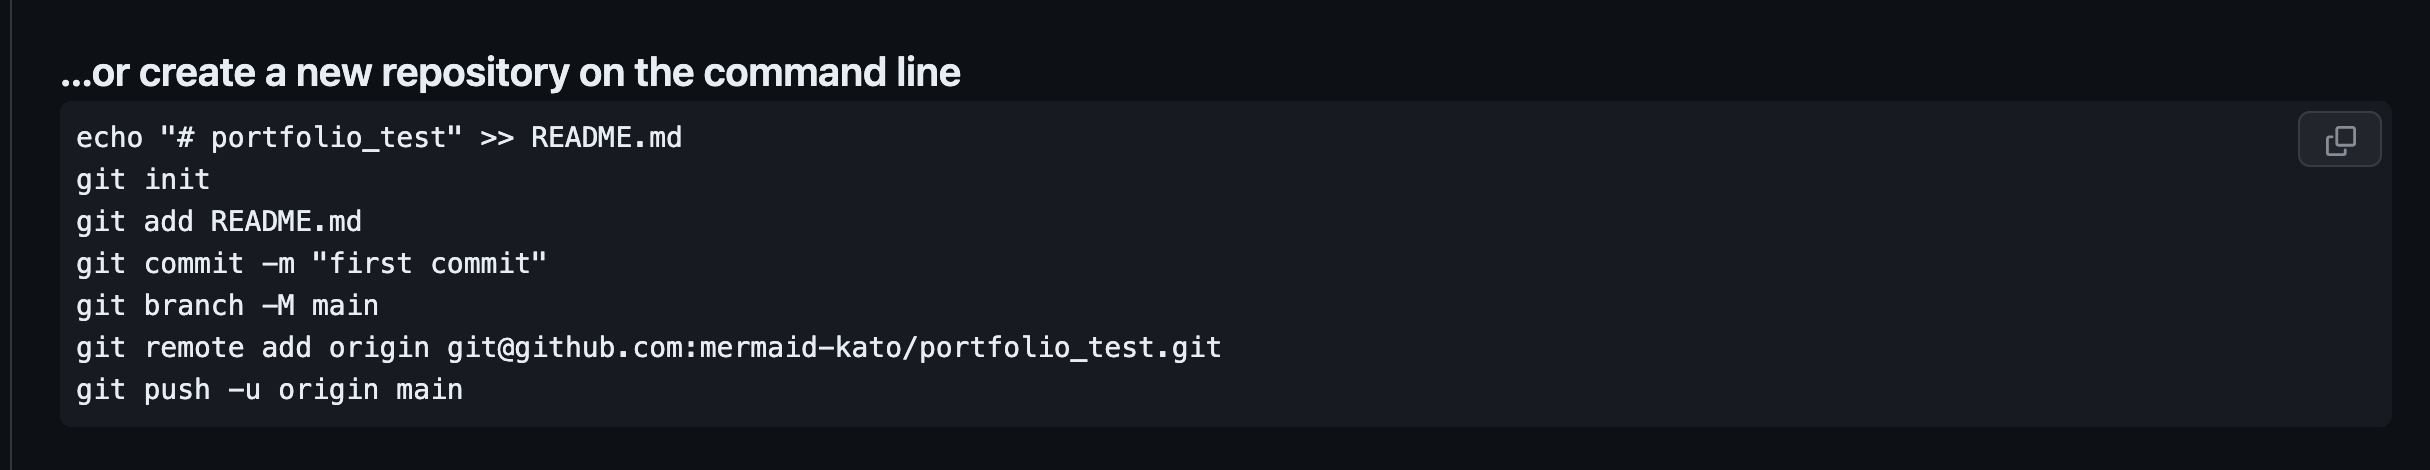 ...or create a new repository on the command line
echo "# portfolio_test" >> README.md
git init
git add README.md
git commit -m "first commit"
git branch -M main
git remote add origin git@github.com:mermaid-kato/portfolio_test.git
git push -u origin main